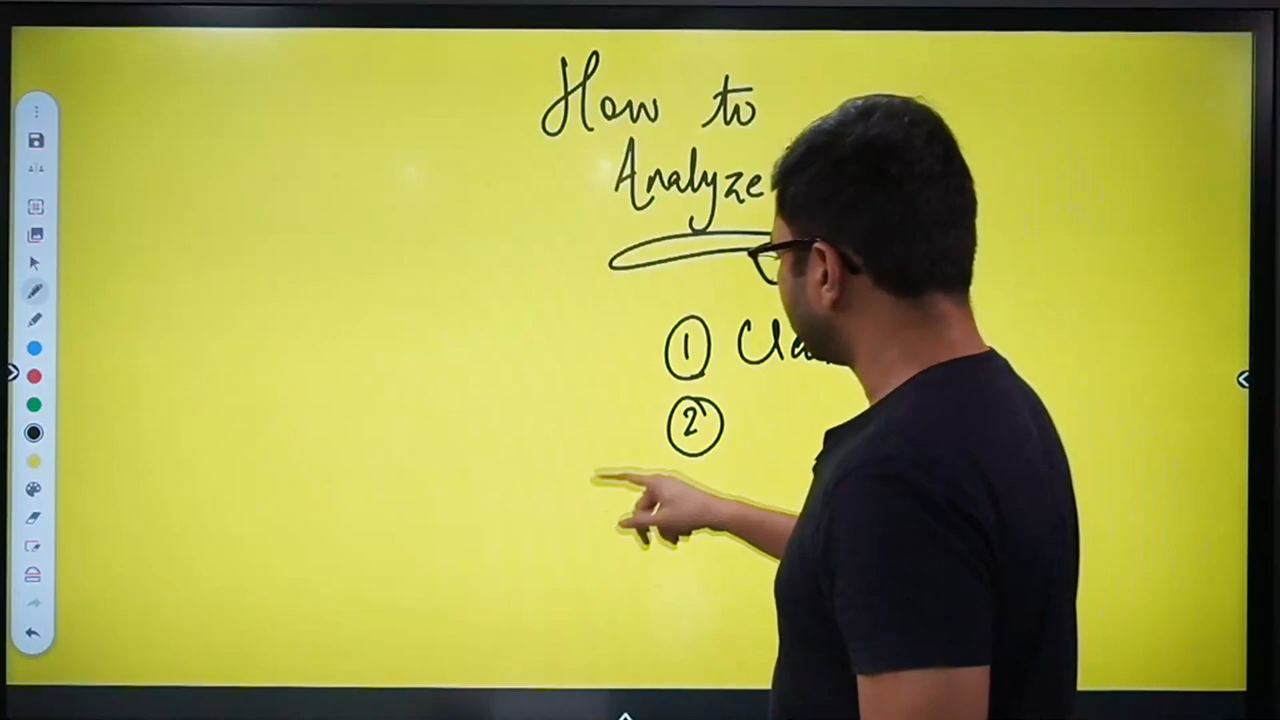 How to
Analyze
①
②